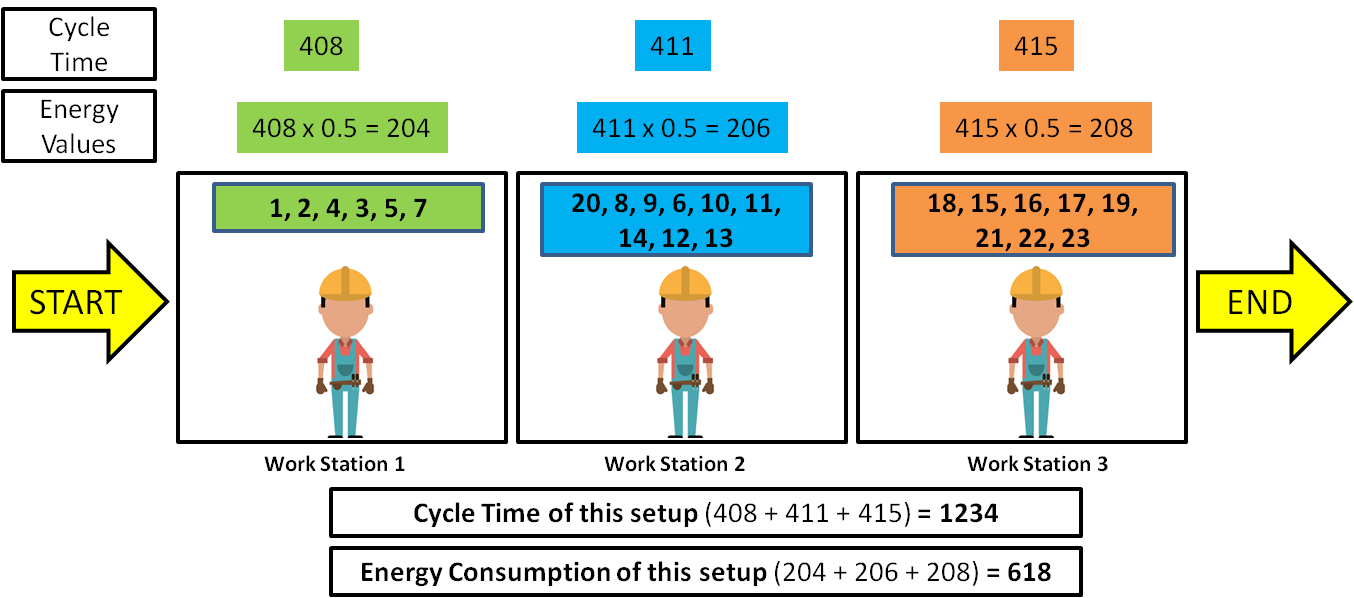 Cycle
Time
408
411
415
Energy
Values
408 x 0.5 = 204
411 x 0.5 = 206
415 x 0.5 = 208
START
1, 2, 4, 3, 5, 7
20, 8, 9, 6, 10, 11,
14, 12, 13
18, 15, 16, 17, 19,
21, 22, 23
END
Work Station 1
Work Station 2
Work Station 3
Cycle Time of this setup (408 + 411 + 415) = 1234
Energy Consumption of this setup (204 + 206 + 208) = 618